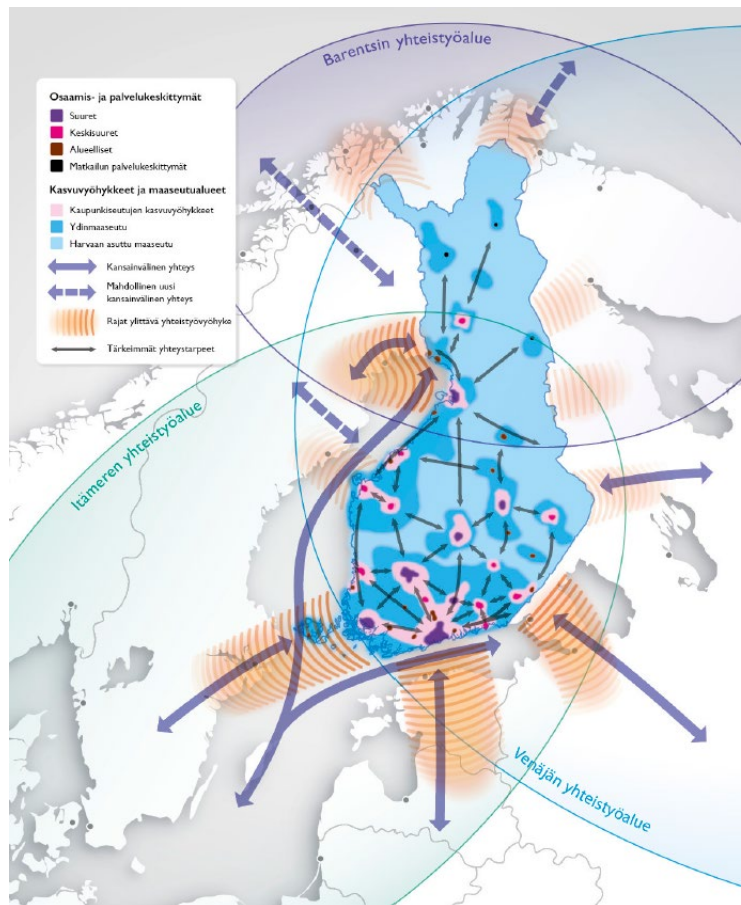 Barentsin yhteistyöalue
Osaamis- ja palvelukeskittymät
Suuret
Keskisuuret
Alueelliset
Matkailun palvelukeskittymät
Kasvuvyöhykkeet ja maaseutualueet
Kaupunkiseutujen kasvuvyöhykkeet
Ydinmaaseutu
Harvaan asuttu maaseutu
Kansainvälinen yhteys
Mahdollinen uusi
kansainvälinen yhteys
Rajat ylittävä yhteistyövyöhyke
Tärkeimmät yhteystarpeet
Itämeren yhteistyöalue
Venäjän yhteistyöalue